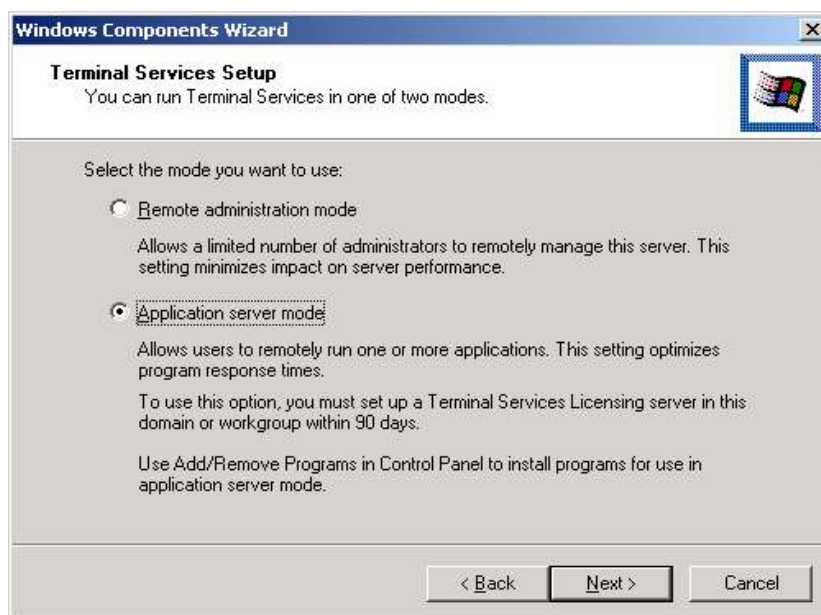 Windows Components Wizard
Terminal Services Setup
You can run Terminal Services in one of two modes.
Select the mode you want to use:
Remote administration mode
Allows a limited number of administrators to remotely manage this server. This
setting minimizes impact on server performance.
Application server mode
Allows users to remotely run one or more applications. This setting optimizes
program response times.
To use this option, you must set up a Terminal Services Licensing server in this
domain or workgroup within 90 days.
Use Add/Remove Programs in Control Panel to install programs for use in
application server mode.
< Back Next > Cancel